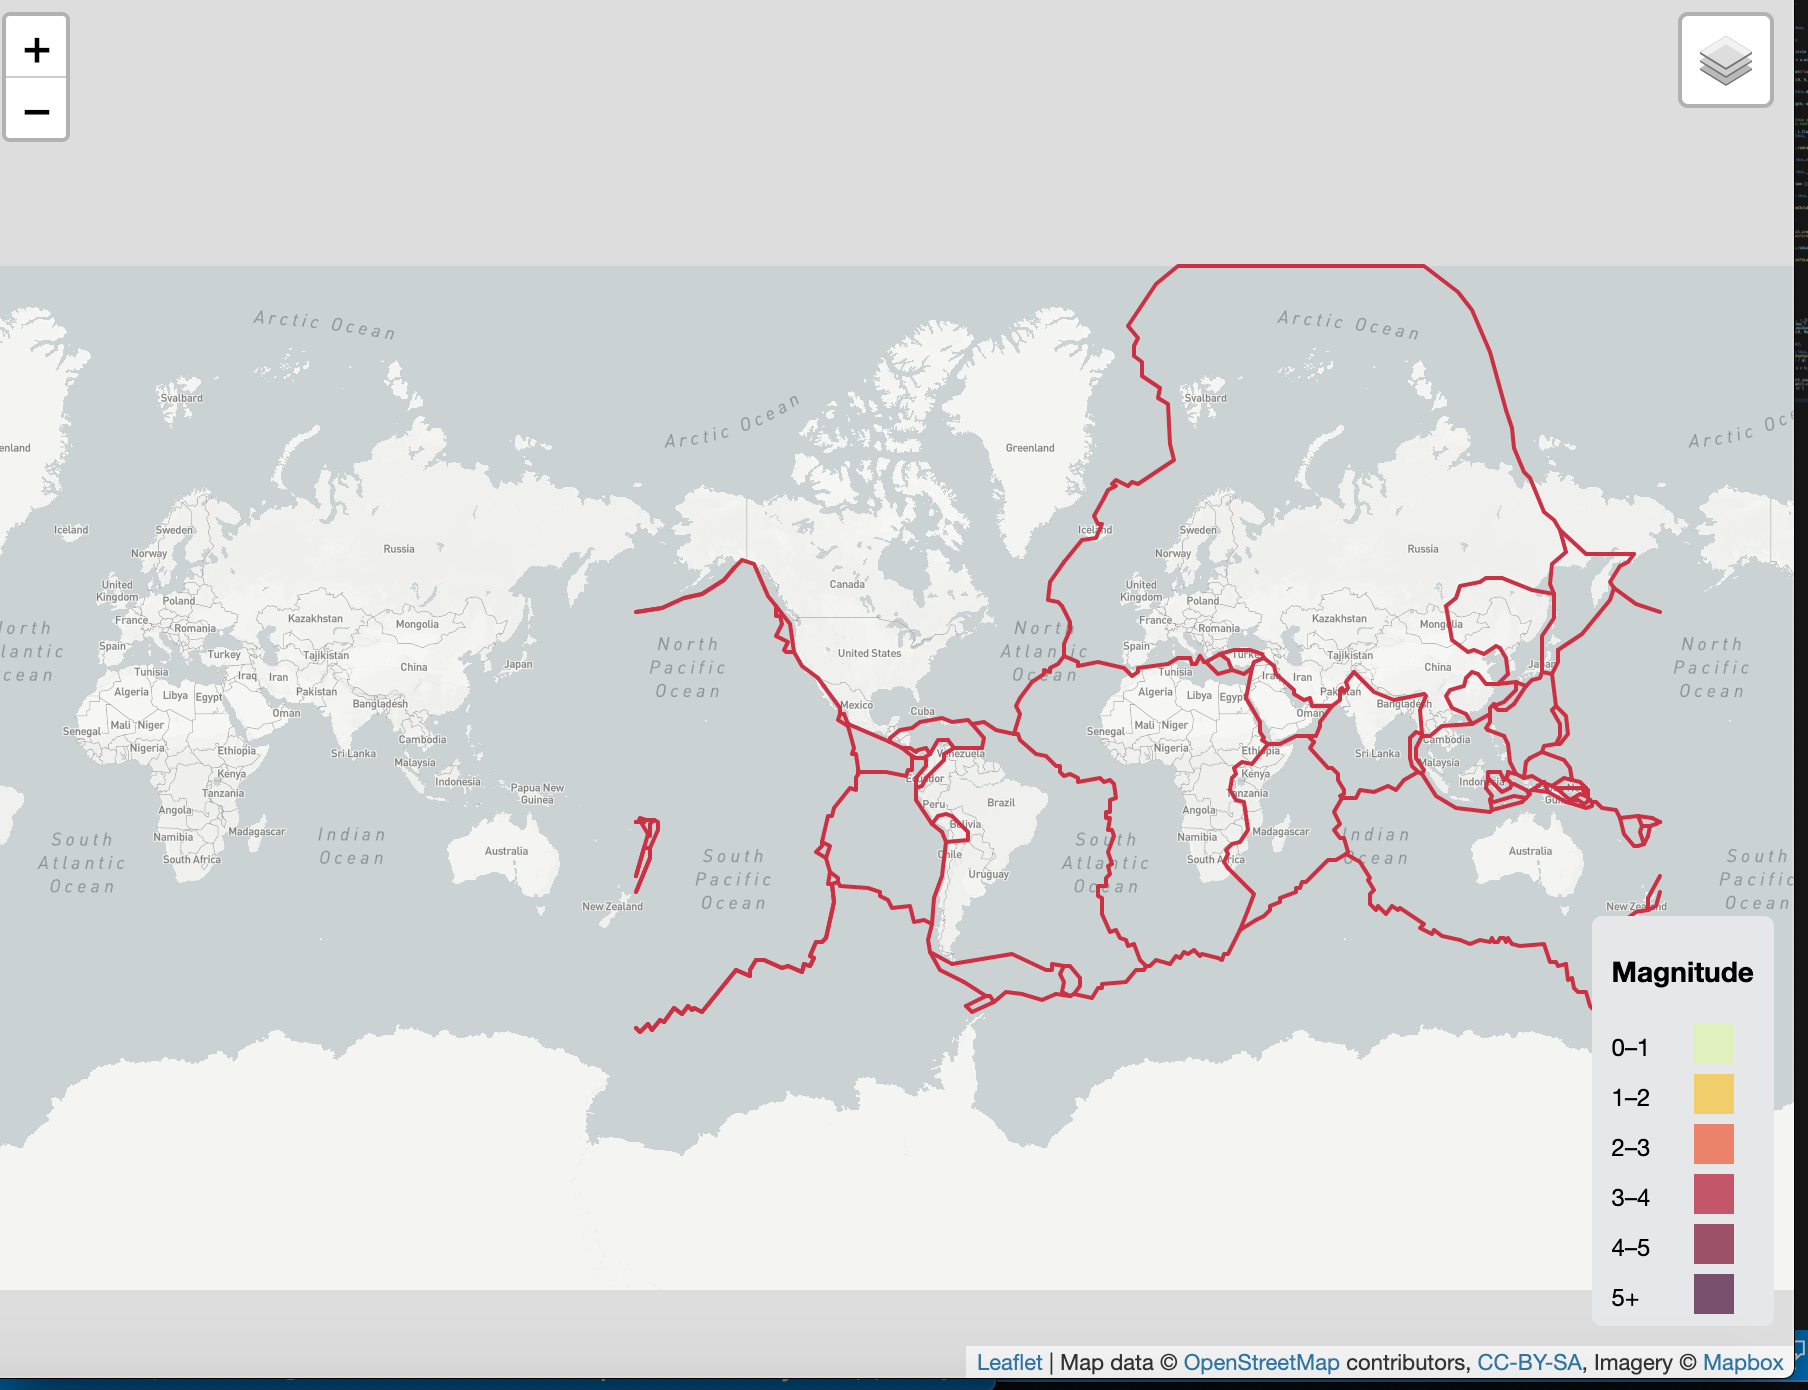 +
−
Arctic Ocean
Arctic Ocean
Arctic Ocean
Svalbard
Svalbard
enland
Greenland
Arctic Oc
Iceland
Sweden
Norway
Russia
Iceland
Sweden
Norway
Russia
United
Kingdom
Poland
France
Romania
Kazakhstan
Mongolia
Canada
United
Kingdom
Poland
France
Romania
Kazakhstan
Mongolia
orth
lantic
cean
Spain
Turkey
Tajikistan
China
Japan
North
Pacific
Ocean
United States
North
Atlantic
Ocean
Spain
Turke
Tajikistan
China
Japan
North
Pacific
Ocean
Tunisia
Algeria
Libya
Egypt
Iraq
Iran
Pakistan
Bangladesh
Oman
Mexico
Cuba
Tunisia
Algeria
Libya
Egyp
Iraq
Iran
Pakistan
Bangladesh
Oman
Senegal
Mali
Niger
Nigeria
Ethiopia
Sri Lanka
Cambodia
Malaysia
Kenya
Indonesia
Papua New
Guinea
Tanzania
Venezuela
Ecuador
Peru
Brazil
Senegal
Mali
Niger
Nigeria
Ethiopia
Sri Lanka
Cambodia
Malaysia
Kenya
Indonesia
Tanzania
Angola
Namibia
Madagascar
South Africa
South
Atlantic
Ocean
Indian
Ocean
Australia
South
Pacific
Ocean
Bolivia
Chile
Uruguay
South
Atlantic
Ocean
Angola
Namibia
Madagascar
South Africa
Indian
Ocean
Australia
South
Pacific
Ocean
New Zealand
New Zealand
Magnitude
0–1
1–2
2–3
3–4
4–5
5+
Leaflet | Map data © OpenStreetMap contributors, CC-BY-SA, Imagery © Mapbox